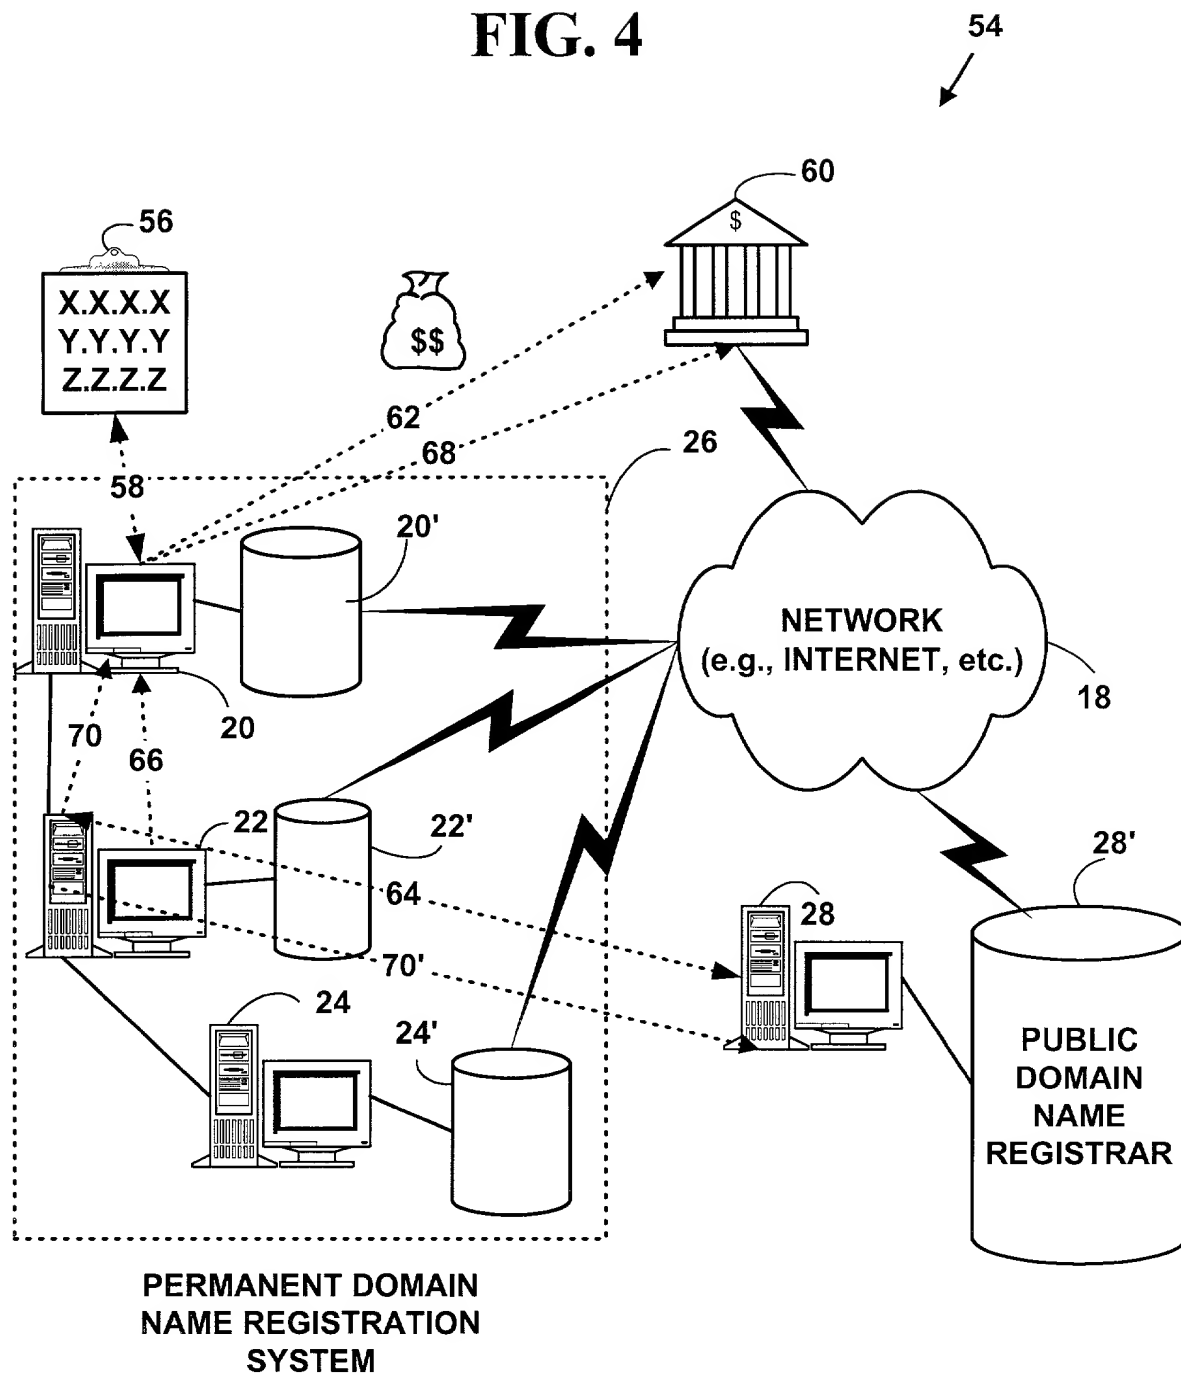 FIG. 4
54
60
$
56
X.X.X.X
Y.Y.Y.Y
Z.Z.Z.Z
$$
62
68
26
58
20'
NETWORK
(e.g., INTERNET, etc.)
18
20
70
66
22
22'
28'
64
28
70'
24
24'
PUBLIC
DOMAIN
NAME
REGISTRAR
PERMANENT DOMAIN
NAME REGISTRATION
SYSTEM